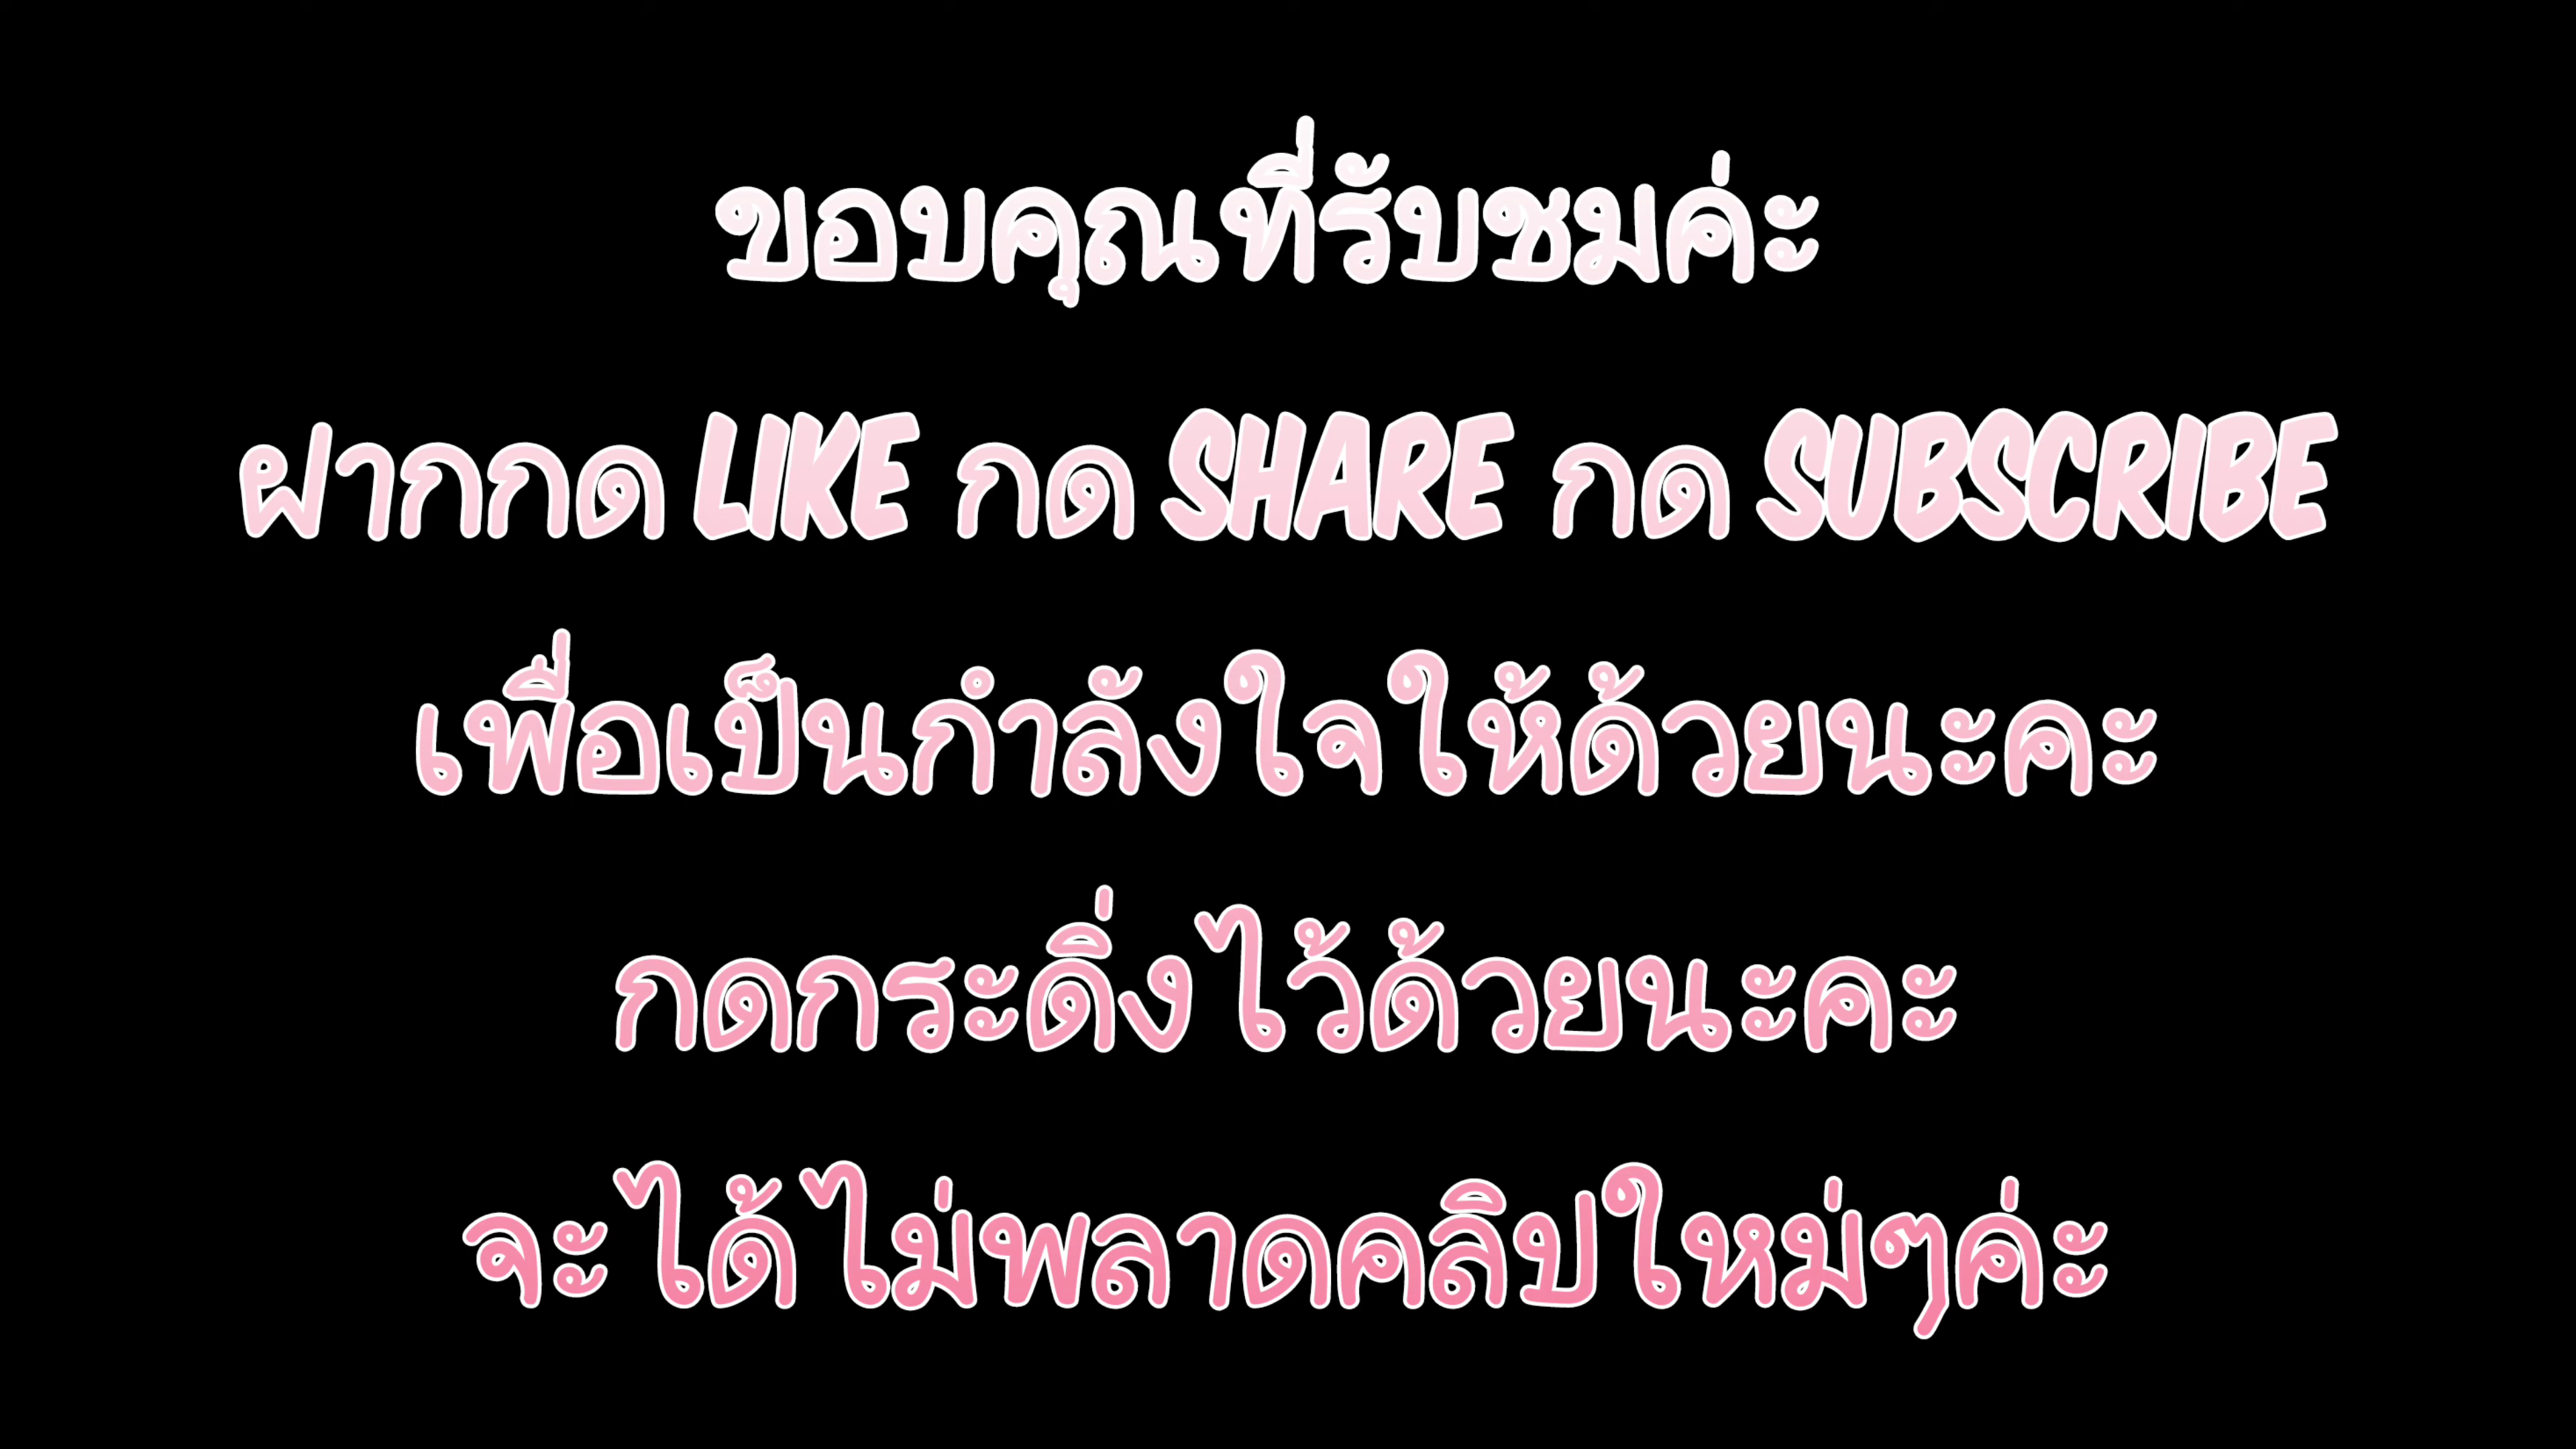 ขอบคุณที่รับชมค่ะ
ฝากกด LIKE กด SHARE กด SUBSCRIBE
เพื่อเป็นกำลังใจให้ด้วยนะคะ
กดกระดิ่งไว้ด้วยนะคะ
จะได้ไม่พลาดคลิปใหม่ๆค่ะ